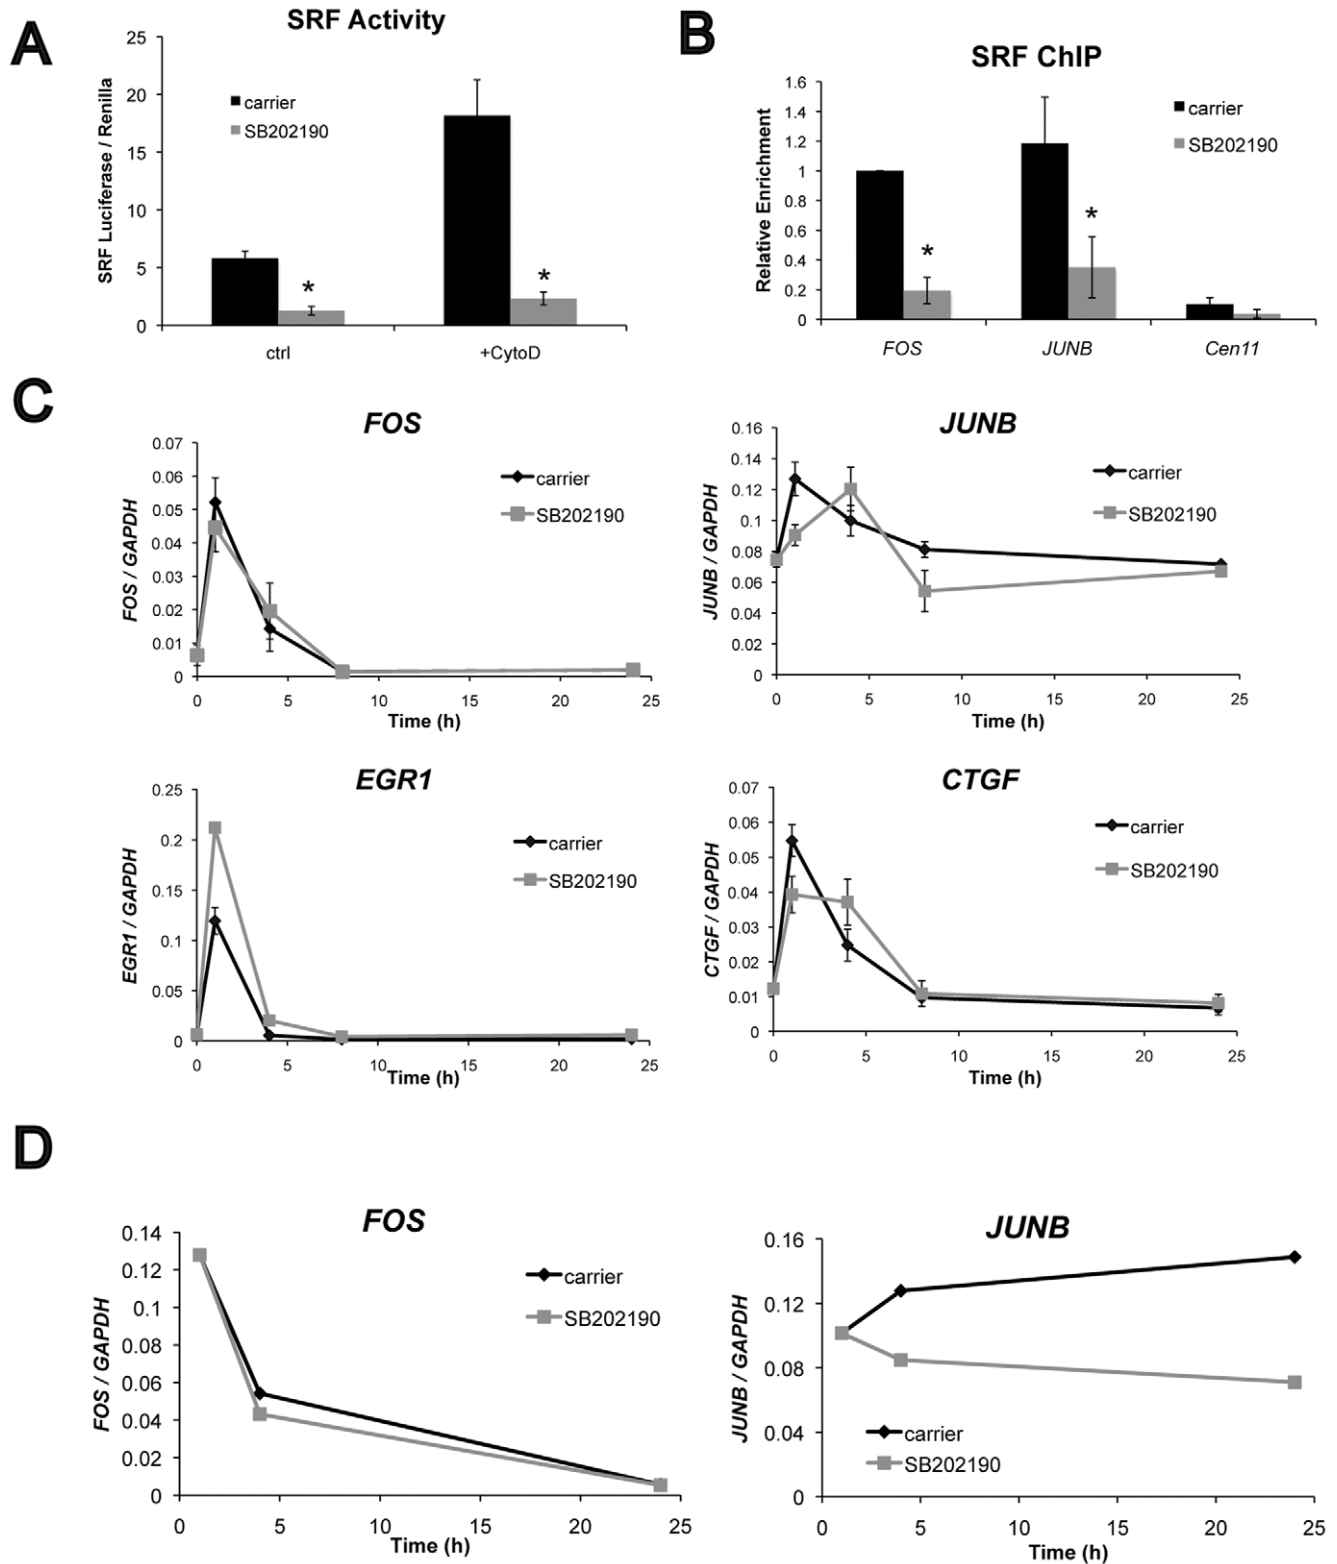 A
SRF Activity
SRF Luciferase / Renilla
25
20
15
10
5
0
carrier
SB202190
*
*
ctrl
+CytoD
B
SRF ChIP
Relative Enrichment
1.6
1.4
1.2
1
0.8
0.6
0.4
0.2
0
carrier
SB202190
*
*
FOS
JUNB
Cen11
C
FOS
FOS / GAPDH
0.07
0.06
0.05
0.04
0.03
0.02
0.01
0
carrier
SB202190
0 5 10 15 20 25
Time (h)
JUNB
JUNB / GAPDH
0.16
0.14
0.12
0.1
0.08
0.06
0.04
0.02
0
carrier
SB202190
0 5 10 15 20 25
Time (h)
EGR1
EGR1 / GAPDH
0.25
0.2
0.15
0.1
0.05
0
carrier
SB202190
0 5 10 15 20 25
Time (h)
CTGF
CTGF / GAPDH
0.07
0.06
0.05
0.04
0.03
0.02
0.01
0
carrier
SB202190
0 5 10 15 20 25
Time (h)
D
FOS
FOS / GAPDH
0.14
0.12
0.1
0.08
0.06
0.04
0.02
0
carrier
SB202190
0 5 10 15 20 25
Time (h)
JUNB
JUNB / GAPDH
0.16
0.12
0.08
0.04
0
carrier
SB202190
0 5 10 15 20 25
Time (h)